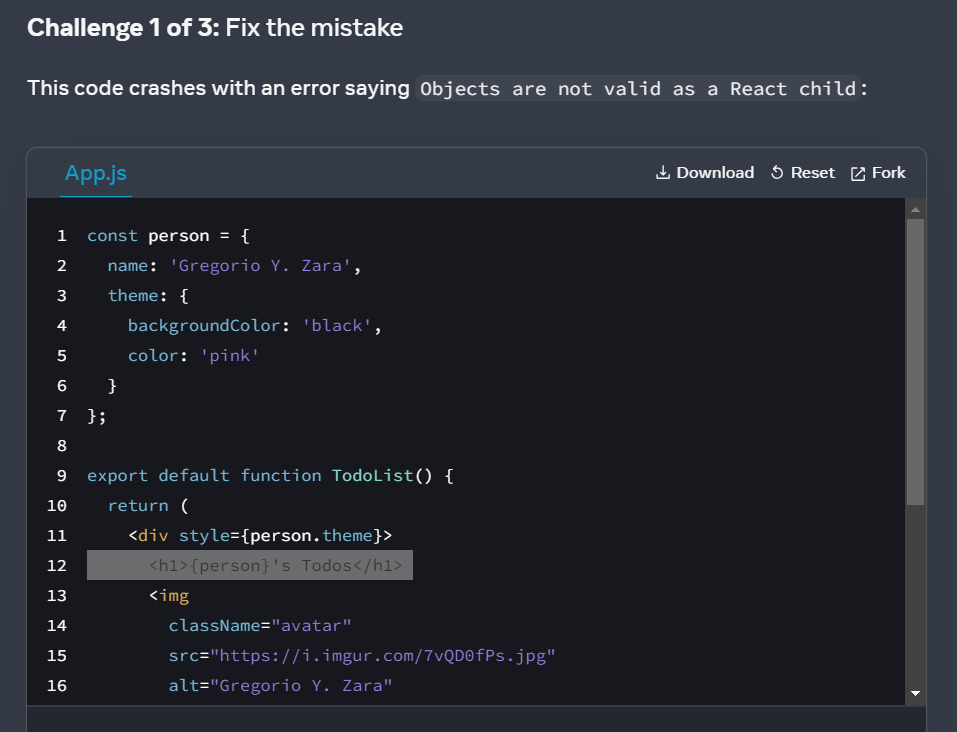 Challenge 1 of 3: Fix the mistake
This code crashes with an error saying Objects are not valid as a React child:
App.js
Download Reset Fork
1 const person = {
2   name: 'Gregorio Y. Zara',
3   theme: {
4     backgroundColor: 'black',
5     color: 'pink'
6   }
7 };
8
9 export default function TodoList() {
10   return (
11     <div style={person.theme}>
12       <h1>{person}'s Todos</h1>
13       <img
14         className="avatar"
15         src="https://i.imgur.com/7vQD0fPs.jpg"
16         alt="Gregorio Y. Zara"